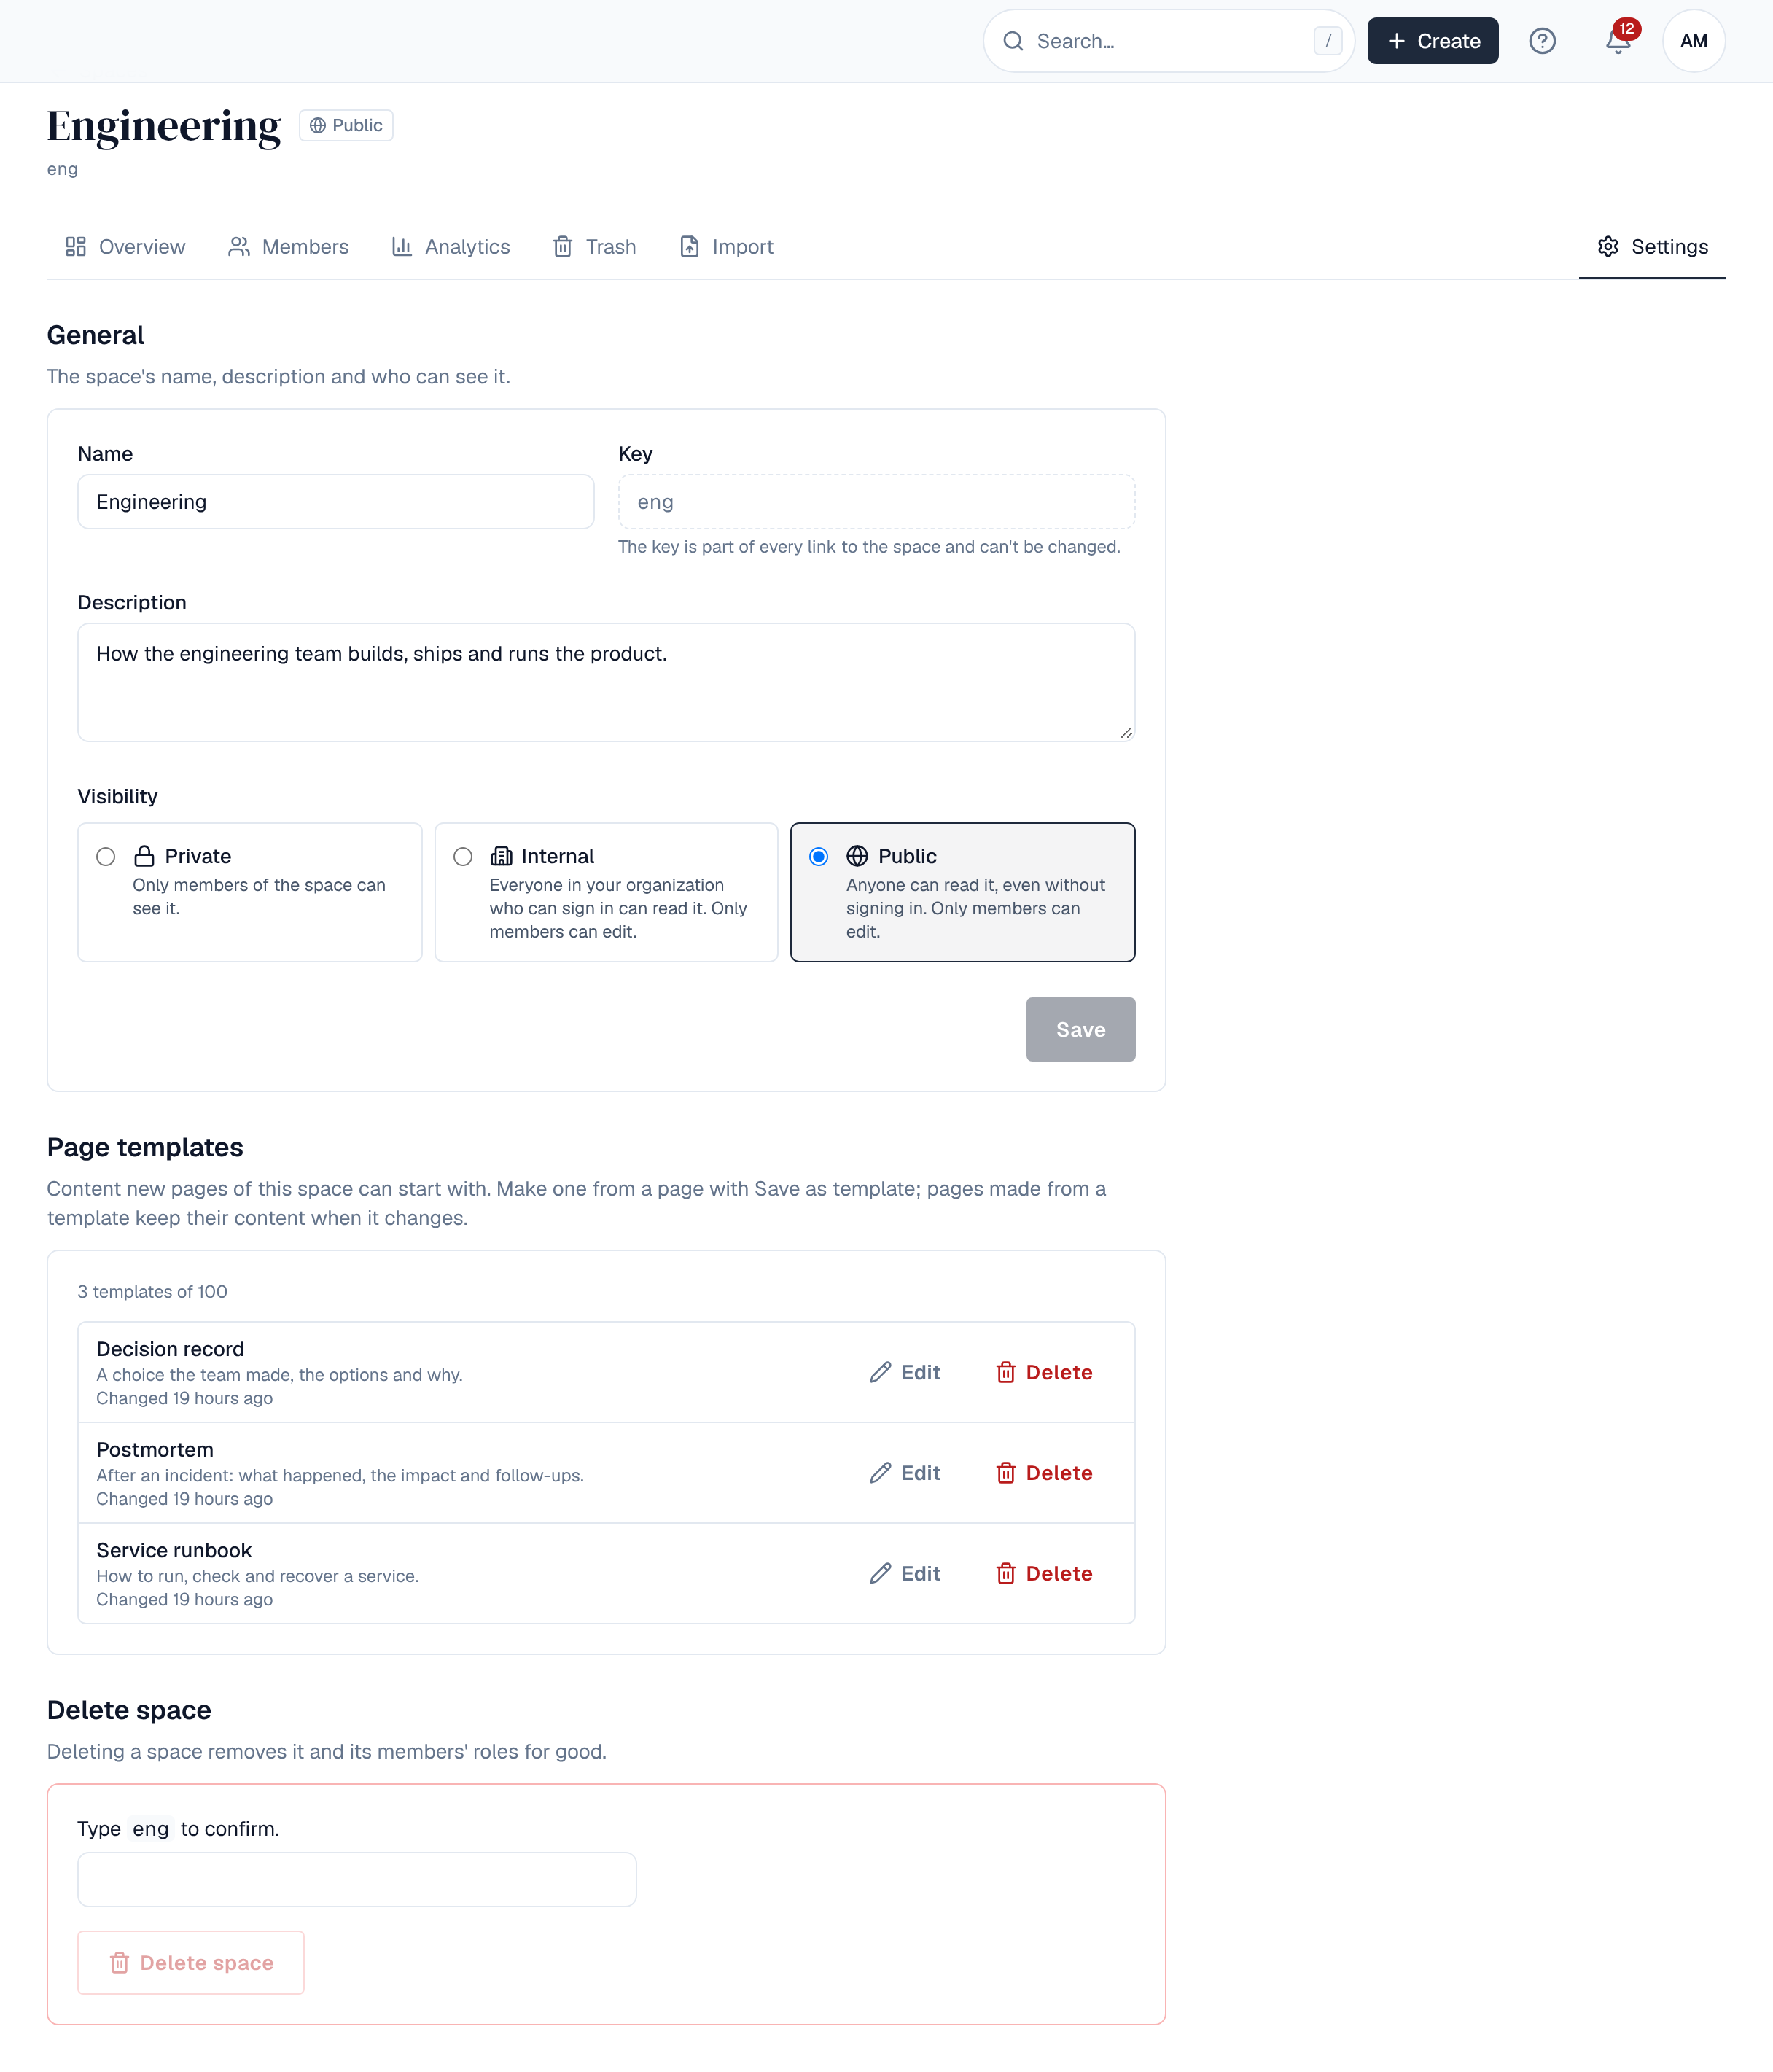 Search...
/
Create
12
AM
Engineering
Public
eng
Overview
Members
Analytics
Trash
Import
Settings
General
The space's name, description and who can see it.
Name
Key
Engineering
eng
The key is part of every link to the space and can't be changed.
Description
How the engineering team builds, ships and runs the product.
Visibility
Private
Only members of the space can
see it.
Internal
Everyone in your organization
who can sign in can read it. Only
members can edit.
Public
Anyone can read it, even without
signing in. Only members can
edit.
Save
Page templates
Content new pages of this space can start with. Make one from a page with Save as template; pages made from a
template keep their content when it changes.
3 templates of 100
Decision record
A choice the team made, the options and why.
Changed 19 hours ago
Edit
Delete
Postmortem
After an incident: what happened, the impact and follow-ups.
Changed 19 hours ago
Edit
Delete
Service runbook
How to run, check and recover a service.
Changed 19 hours ago
Edit
Delete
Delete space
Deleting a space removes it and its members' roles for good.
Type eng to confirm.
Delete space